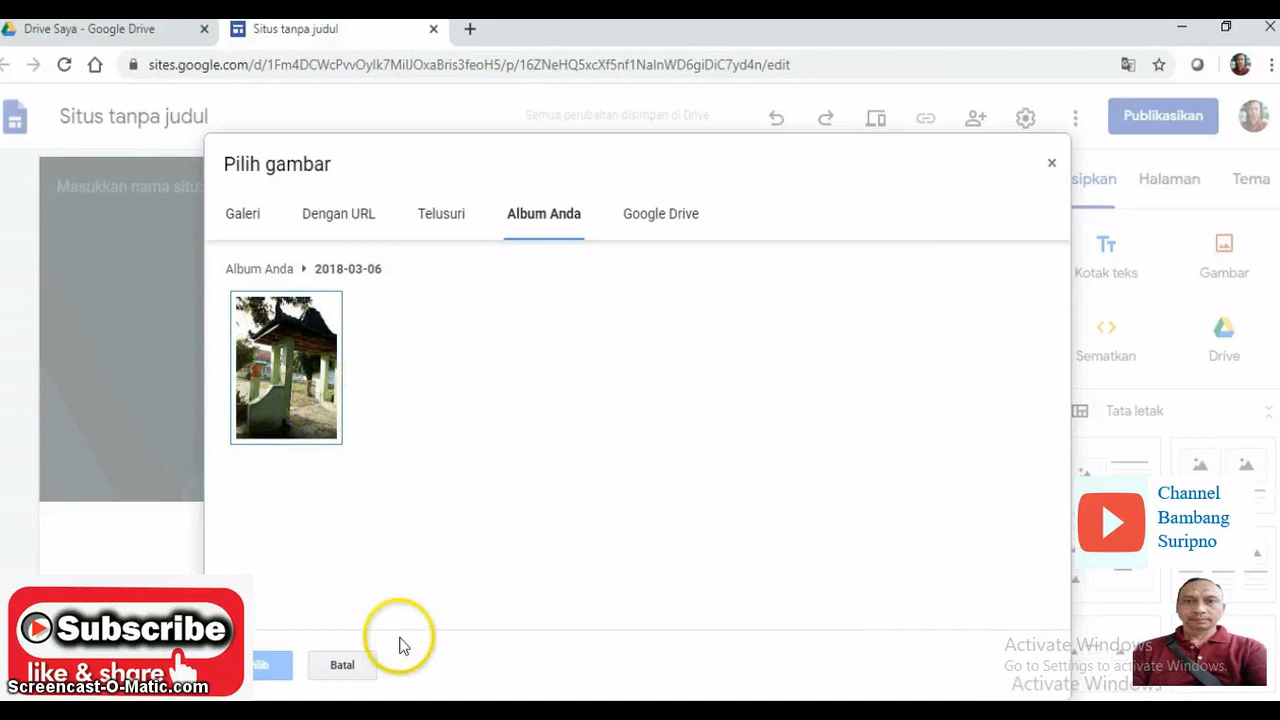 Drive Saya - Google Drive
Situs tanpa judul
sites.google.com/d/1Fm4DCWcPvvOyIk7MiIJOxaBris3feoH5/p/16ZNeHQ5xcXf5nf1NaInWD6giDiC7yd4n/edit
Situs tanpa judul
Semua perubahan disimpan di Drive
Publikasikan
Masukkan nama situs
Pilih gambar
Galeri
Dengan URL
Telusuri
Album Anda
Google Drive
Album Anda
2018-03-06
sipkan
Halaman
Tema
Tt
Kotak teks
Gambar
Sematkan
Drive
Tata letak
Channel
Bambang
Suripno
Subscribe
like & share
Screencast-O-Matic.com
Batal
Activate Windows
Go to Settings to activate Windows.
Activate Windows